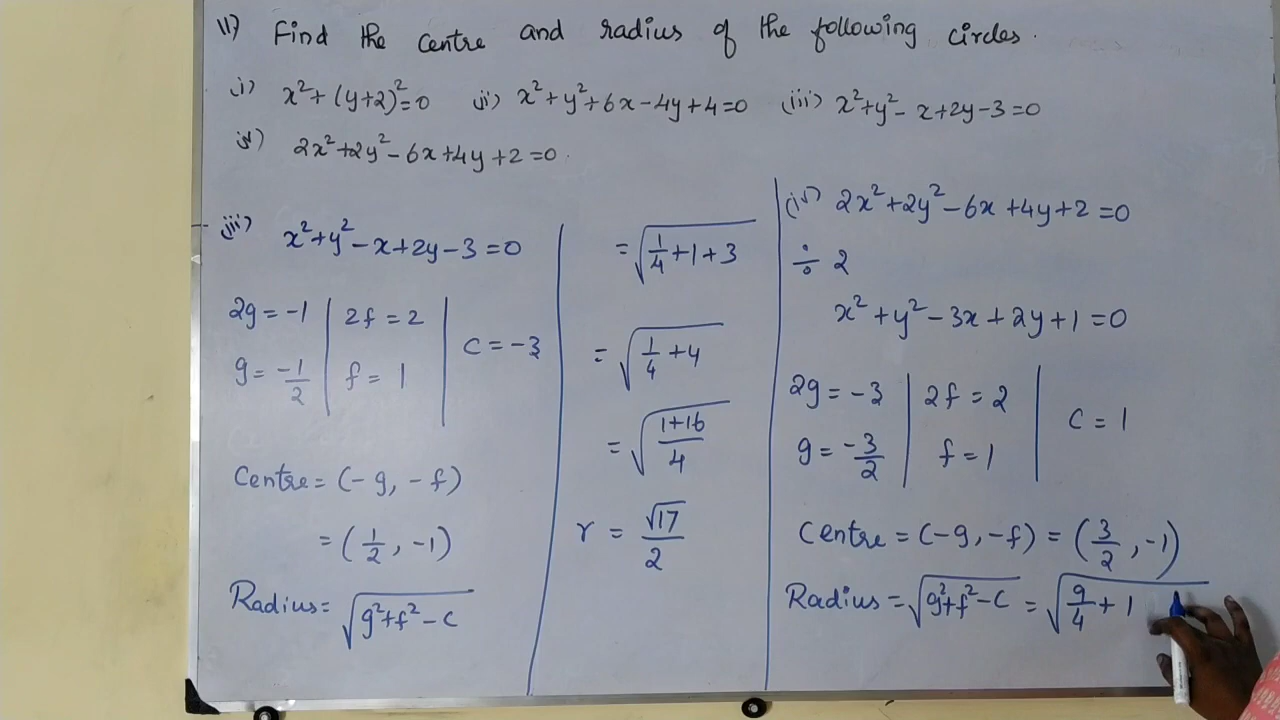 11) Find the centre and radius of the following circles.
i) x²+(y+2)²=0 ii) x²+y²+6x-4y+4=0 (iii) x²+y²-x+2y-3=0
iv) 2x²+2y²-6x+4y+2=0.
iii) x²+y²-x+2y-3=0
2g=-1 | 2f=2 | c=-3
g=-1/2 | f=1
Centre=(-g,-f)
=(1/2,-1)
Radius=√(g²+f²-c)
=√(1/4+1+3)
=√(1/4+4)
=√((1+16)/4)
r=√17/2
(iv) 2x²+2y²-6x+4y+2=0
÷ 2
x²+y²-3x+2y+1=0
2g=-3 | 2f=2 | c=1
g=-3/2 | f=1
Centre=(-g,-f)=(3/2,-1)
Radius=√(g²+f²-c)=√(9/4+1